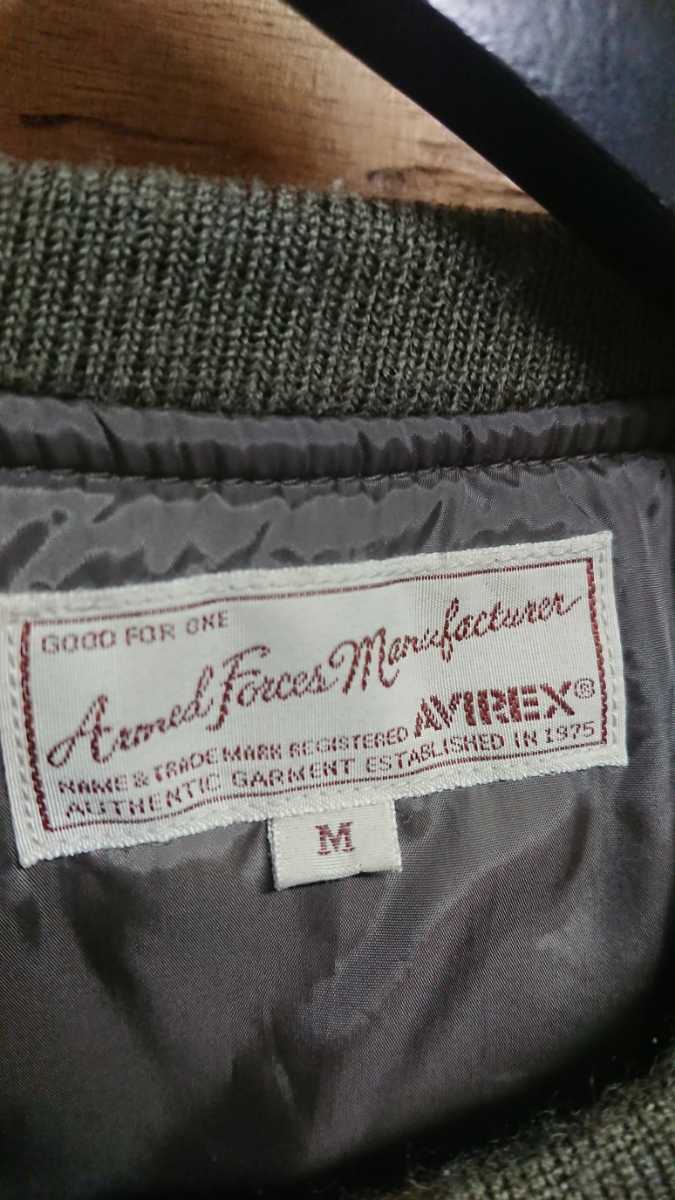 GOOD FOR ONE
Armed Forces Manufacturer
NAME & TRADE MARK REGISTERED AVIREX®
AUTHENTIC GARMENT ESTABLISHED IN 1975
M